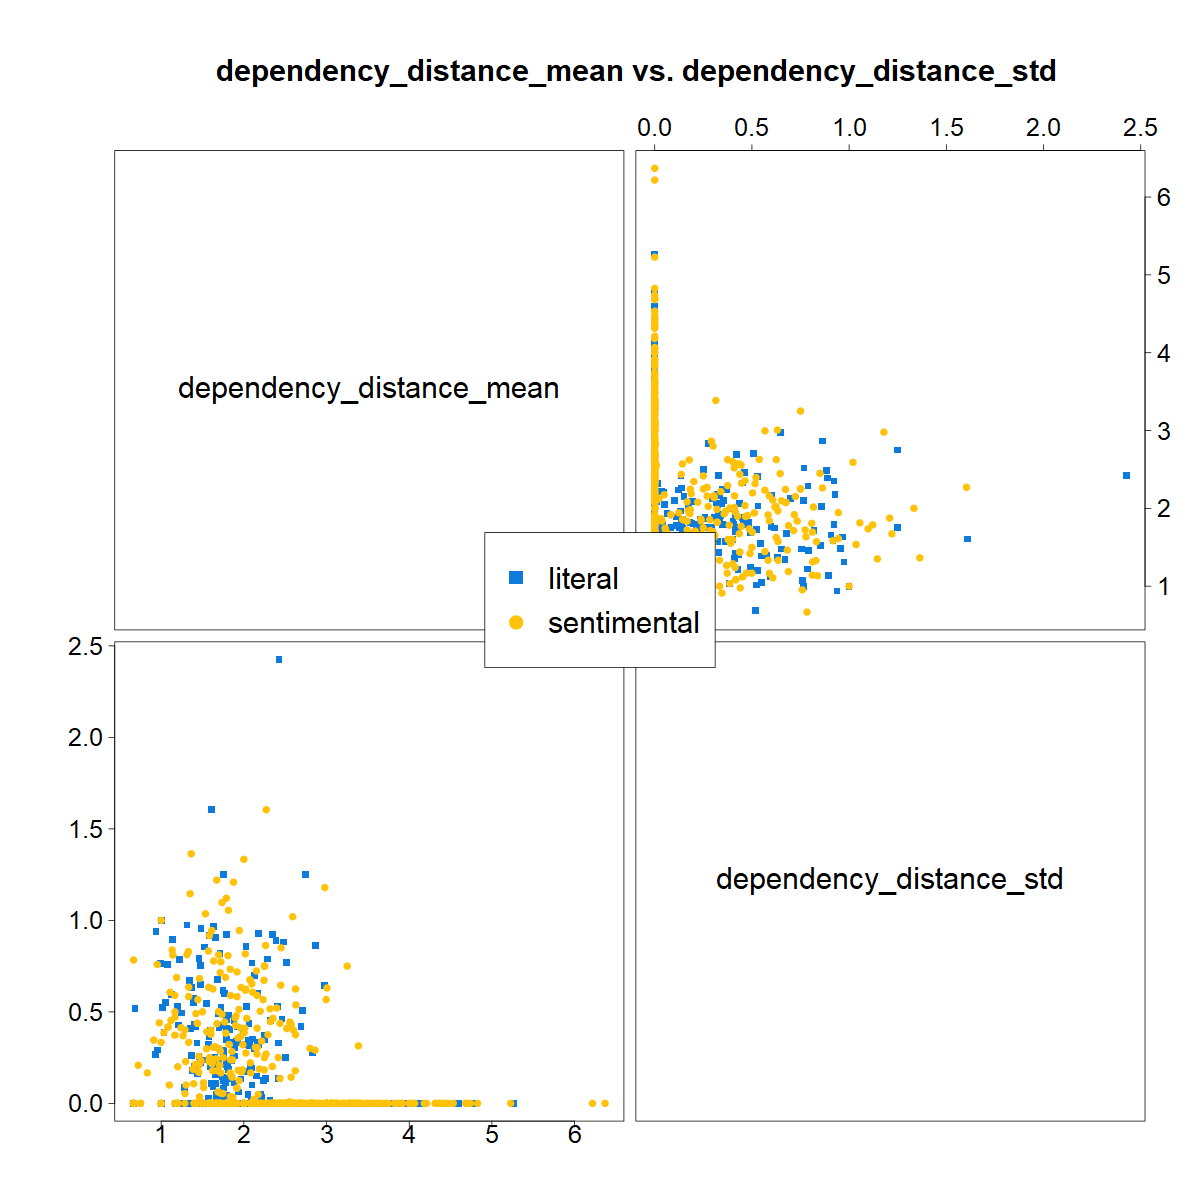 dependency_distance_mean vs. dependency_distance_std
0.0 0.5 1.0 1.5 2.0 2.5
6
5
4
3
2
1
dependency_distance_mean
literal
sentimental
2.5
2.0
1.5
1.0
0.5
0.0
dependency_distance_std
1 2 3 4 5 6